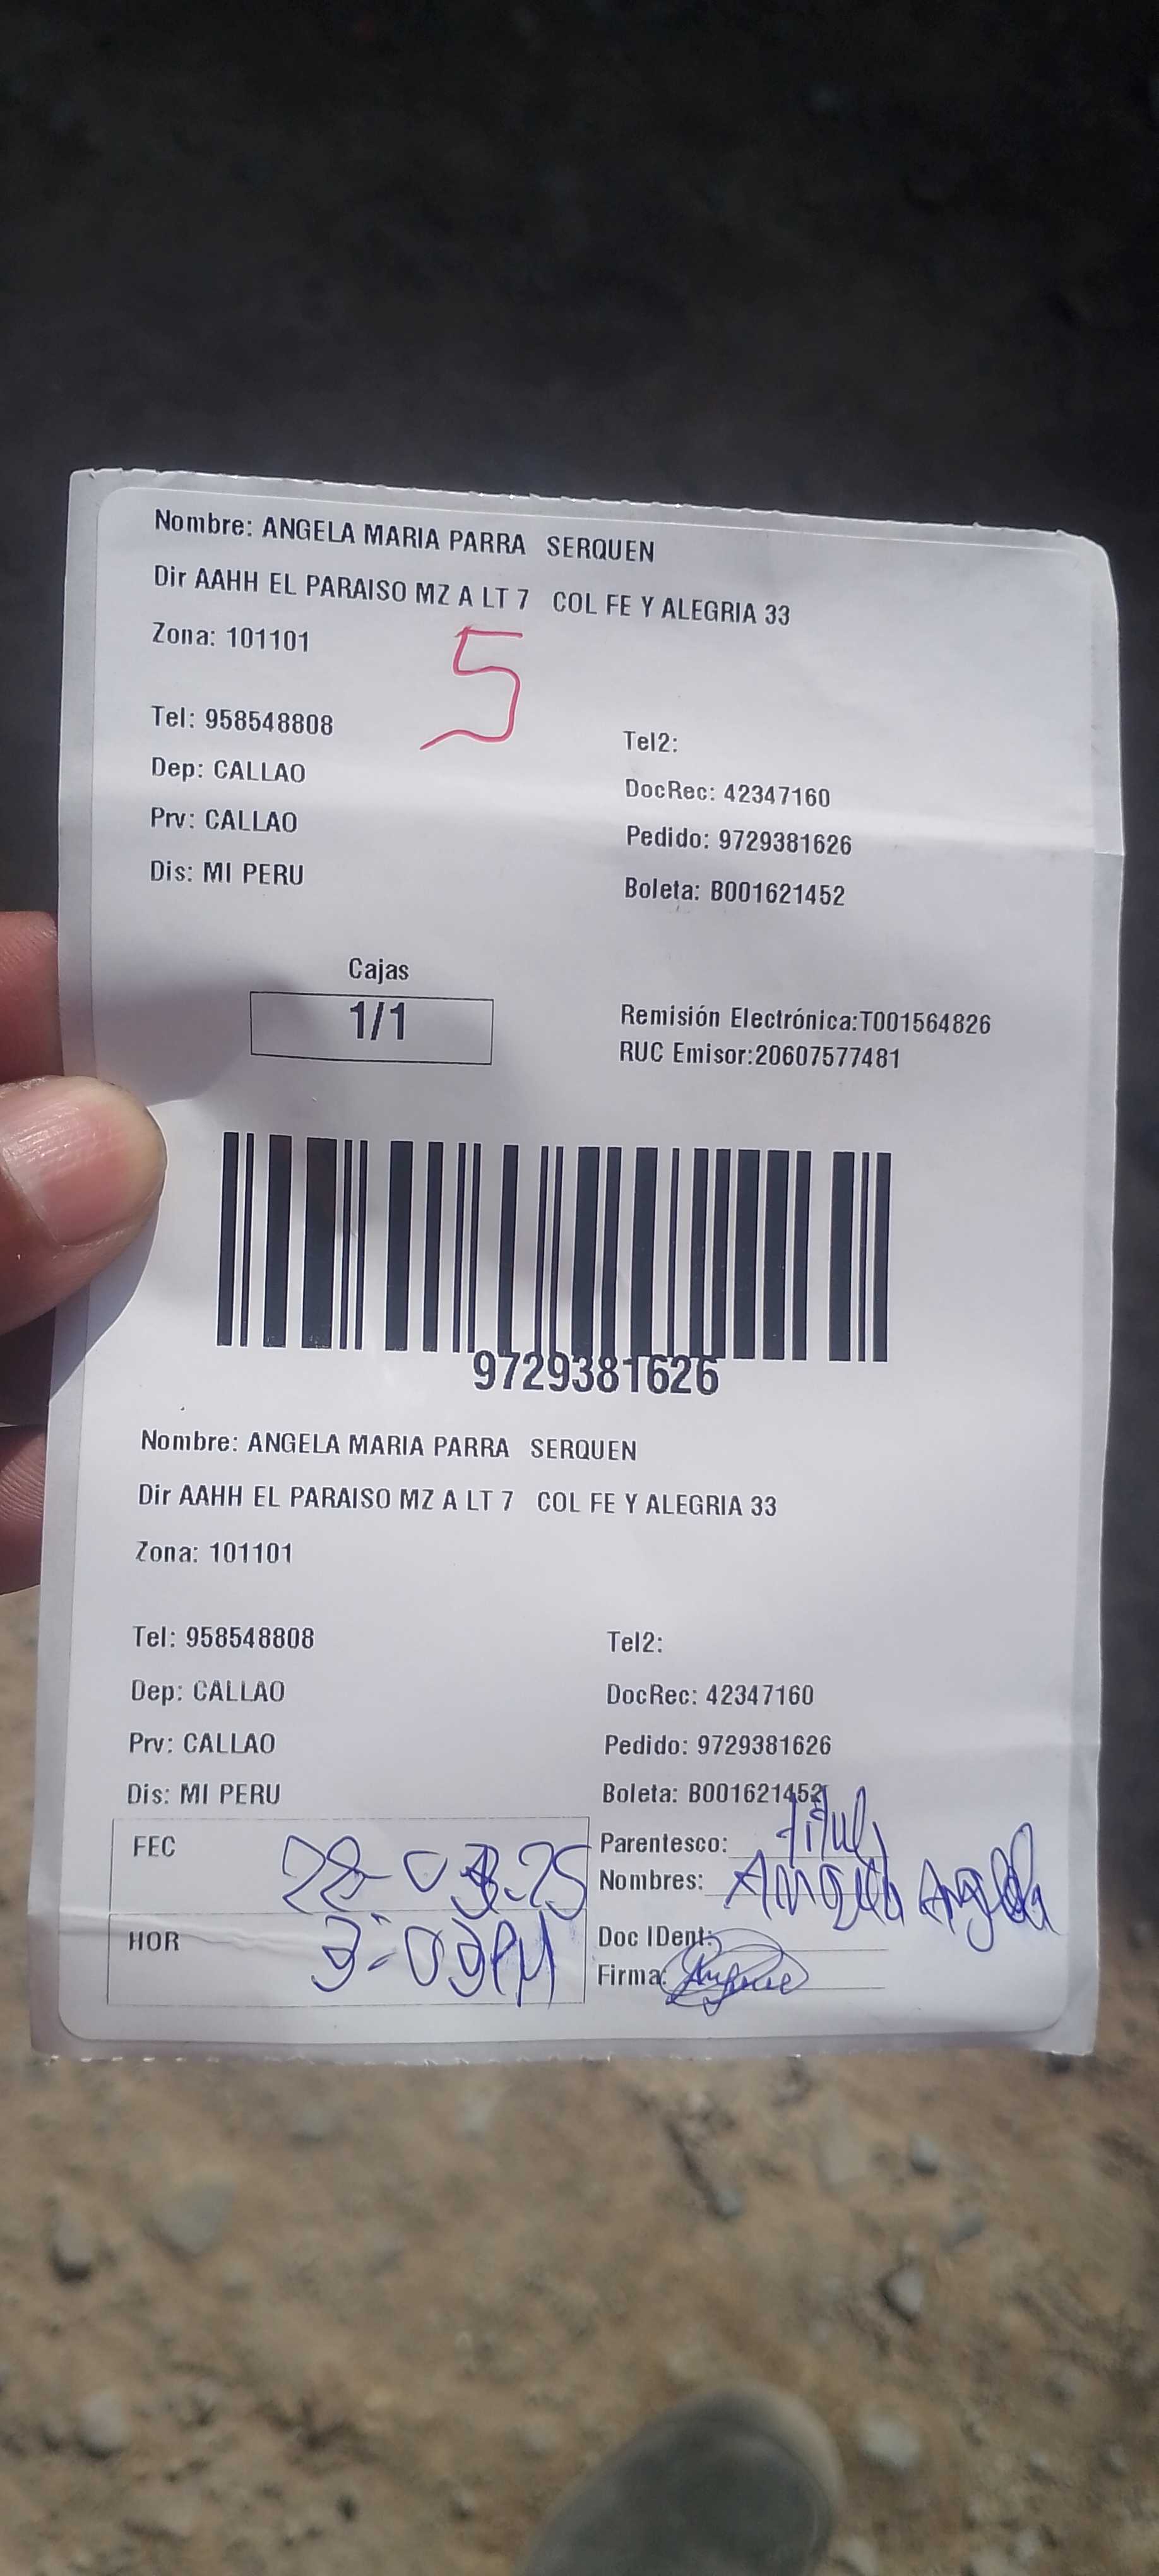 Nombre: ANGELA MARIA PARRA SERQUEN
Dir AAHH EL PARAISO MZ A LT 7 COL FE Y ALEGRIA 33
Zona: 101101
5
Tel: 958548808
Tel2:
Dep: CALLAO
DocRec: 42347160
Prv: CALLAO
Pedido: 9729381626
Dis: MI PERU
Boleta: B001621452
Cajas
1/1
Remisión Electrónica:T001564826
RUC Emisor:20607577481
9729381626
Nombre: ANGELA MARIA PARRA SERQUEN
Dir AAHH EL PARAISO MZ A LT 7 COL FE Y ALEGRIA 33
Zona: 101101
Tel: 958548808
Tel2:
Dep: CALLAO
DocRec: 42347160
Prv: CALLAO
Pedido: 9729381626
Dis: MI PERU
Boleta: B001621452
FEC
Parentesco:
Nombres: Angela
HOR 3:03PM
Doc IDent:
Firma: